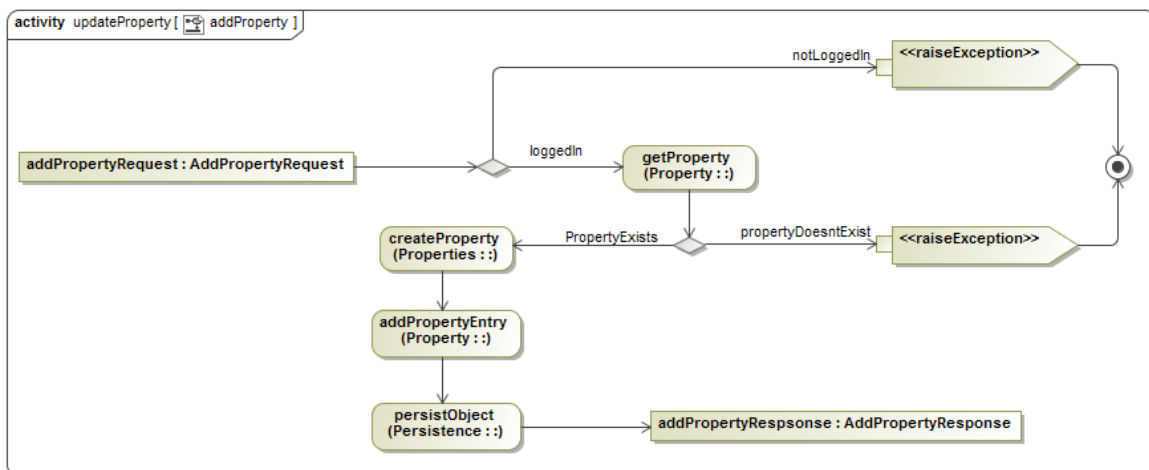 activity updateProperty [ addProperty ]
notLoggedIn
<<raiseException>>
addPropertyRequest : AddPropertyRequest
loggedIn
getProperty
(Property : :)
createProperty
(Properties : :)
PropertyExists
propertyDoesntExist
<<raiseException>>
addPropertyEntry
(Property : :)
persistObject
(Persistence : :)
addPropertyRespsonse : AddPropertyResponse